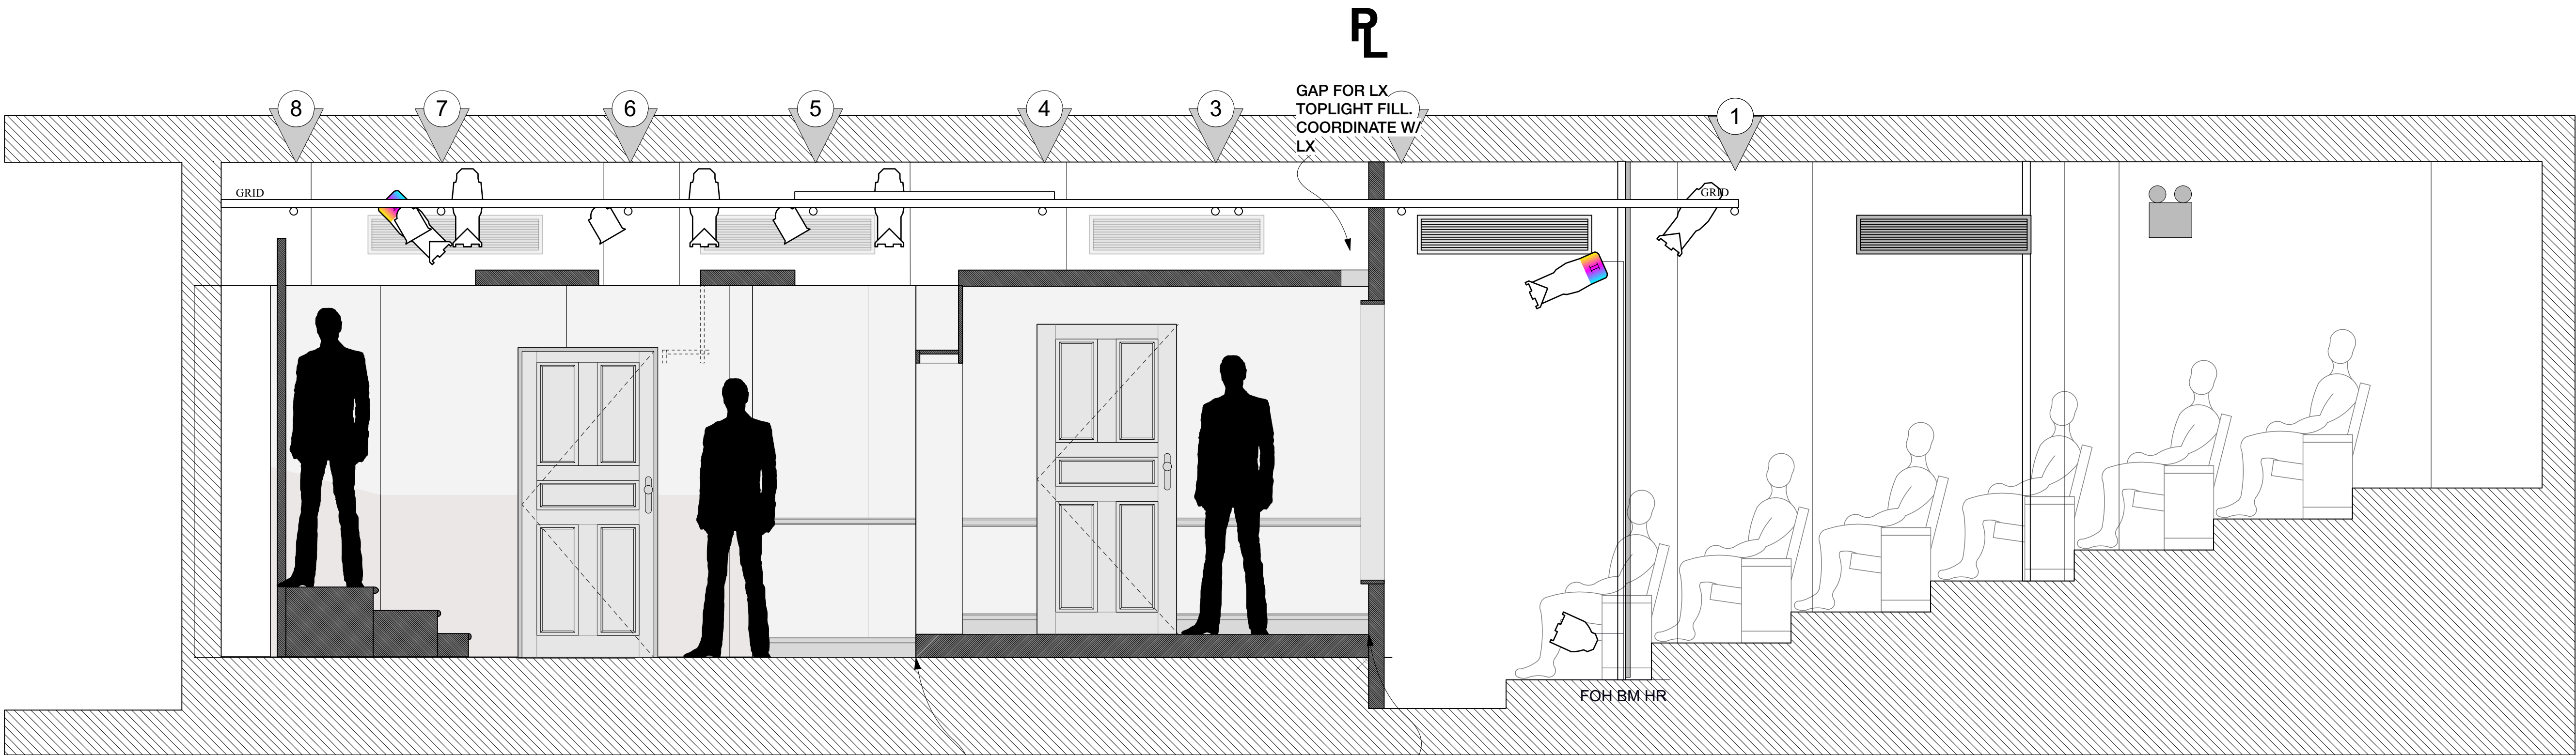 PL
GAP FOR LX
TOPLIGHT FILL.
COORDINATE W/
LX
8
7
6
5
4
3
1
GRID
GRID
FOH BM HR